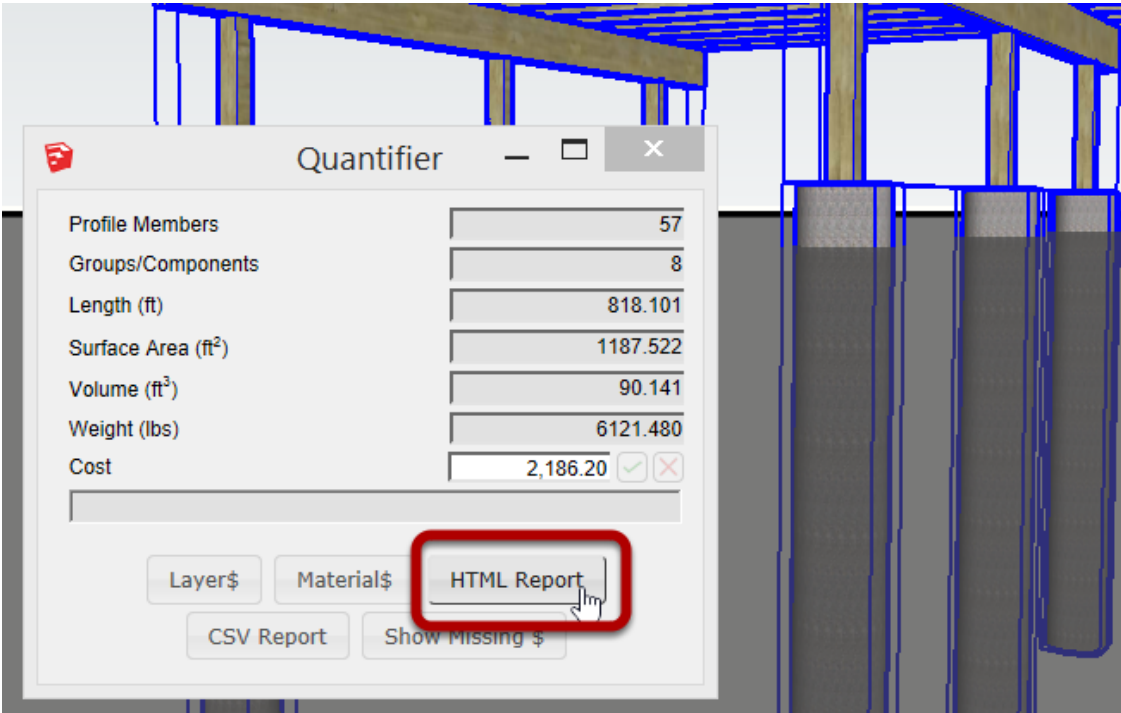 Quantifier
Profile Members 57
Groups/Components 8
Length (ft) 818.101
Surface Area (ft²) 1187.522
Volume (ft³) 90.141
Weight (lbs) 6121.480
Cost 2,186.20
Layer$ Material$ HTML Report
CSV Report Show Missing $